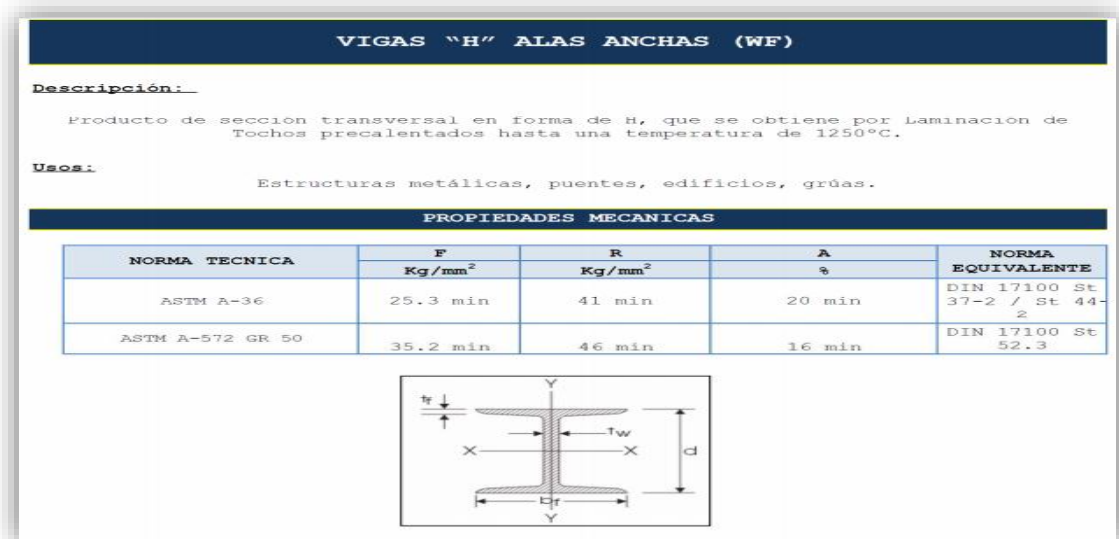 VIGAS “H” ALAS ANCHAS (WF)
Descripción:
Producto de sección transversal en forma de H, que se obtiene por Laminación de
Tochos precalentados hasta una temperatura de 1250°C.
Usos:
Estructuras metálicas, puentes, edificios, grúas.
PROPIEDADES MECANICAS
NORMA TECNICA F R A NORMA EQUIVALENTE
Kg/mm² Kg/mm² %
ASTM A-36 25.3 min 41 min 20 min DIN 17100 St 37-2 / St 44-2
ASTM A-572 GR 50 35.2 min 46 min 16 min DIN 17100 St 52.3
Y
tf
tw
X X d
bf
Y